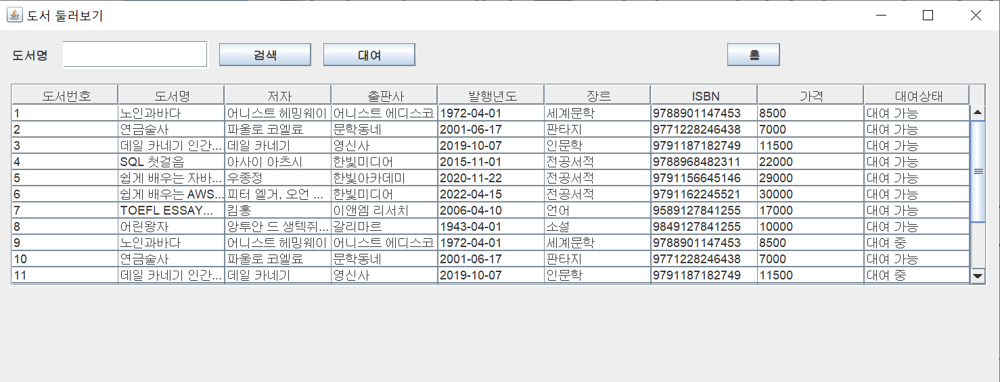 도서 둘러보기
도서명 검색 대여 홈
도서번호 도서명 저자 출판사 발행년도 장르 ISBN 가격 대여상태
1 노인과바다 어니스트 헤밍웨이 어니스트 에디스코 1972-04-01 세계문학 9788901147453 8500 대여 가능
2 연금술사 파울로 코엘료 문학동네 2001-06-17 판타지 9771228246438 7000 대여 가능
3 데일 카네기 인간... 데일 카네기 영신사 2019-10-07 인문학 9791187182749 11500 대여 가능
4 SQL 첫걸음 아사이 아츠시 한빛미디어 2015-11-01 전공서적 9788968482311 22000 대여 가능
5 쉽게 배우는 자바... 우종정 한빛아카데미 2020-11-22 전공서적 9791156645146 29000 대여 가능
6 쉽게 배우는 AWS... 피터 엘거, 오언 ... 한빛미디어 2022-04-15 전공서적 9791162245521 30000 대여 가능
7 TOEFL ESSAY... 킴홍 이앤엠 리서치 2006-04-10 언어 9589127841255 17000 대여 가능
8 어린왕자 앙투안 드 생텍쥐... 갈리마르 1943-04-01 소설 9849127841255 10000 대여 가능
9 노인과바다 어니스트 헤밍웨이 어니스트 에디스코 1972-04-01 세계문학 9788901147453 8500 대여 중
10 연금술사 파울로 코엘료 문학동네 2001-06-17 판타지 9771228246438 7000 대여 가능
11 데일 카네기 인간... 데일 카네기 영신사 2019-10-07 인문학 9791187182749 11500 대여 중